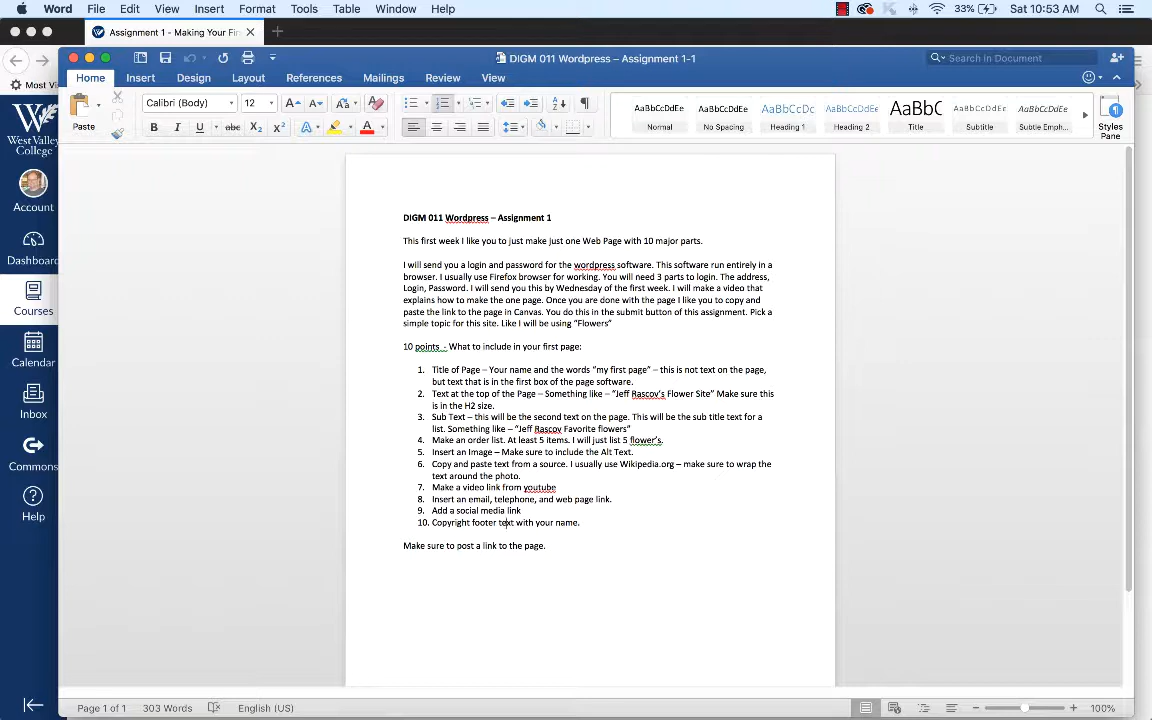 Word File Edit View Insert Format Tools Table Window Help 33% Sat 10:53 AM
Assignment 1 - Making Your Fir
DIGM 011 Wordpress – Assignment 1-1
Search in Document
Most Vi
Home Insert Design Layout References Mailings Review View
Paste
Calibri (Body) 12
AaBbCcDdEe AaBbCcDdEe AaBbCcDc AaBbCcDdEe AaBbC AaBbCcDdEe AaBbCcDdEe
Normal No Spacing Heading 1 Heading 2 Title Subtitle Subtle Emph...
Styles
Pane
West Valley
College
Account
Dashboard
Courses
Calendar
Inbox
Commons
Help
DIGM 011 Wordpress – Assignment 1
This first week I like you to just make just one Web Page with 10 major parts.
I will send you a login and password for the wordpress software. This software run entirely in a
browser. I usually use Firefox browser for working. You will need 3 parts to login. The address,
Login, Password. I will send you this by Wednesday of the first week. I will make a video that
explains how to make the one page. Once you are done with the page I like you to copy and
paste the link to the page in Canvas. You do this in the submit button of this assignment. Pick a
simple topic for this site. Like I will be using “Flowers”
10 points - What to include in your first page:
1. Title of Page – Your name and the words “my first page” – this is not text on the page,
but text that is in the first box of the page software.
2. Text at the top of the Page – Something like – “Jeff Rascov’s Flower Site” Make sure this
is in the H2 size.
3. Sub Text – this will be the second text on the page. This will be the sub title text for a
list. Something like – “Jeff Rascov Favorite flowers”
4. Make an order list. At least 5 items. I will just list 5 flower’s.
5. Insert an Image – Make sure to include the Alt Text.
6. Copy and paste text from a source. I usually use Wikipedia.org – make sure to wrap the
text around the photo.
7. Make a video link from youtube
8. Insert an email, telephone, and web page link.
9. Add a social media link
10. Copyright footer text with your name.
Make sure to post a link to the page.
Page 1 of 1 303 Words English (US) 100%